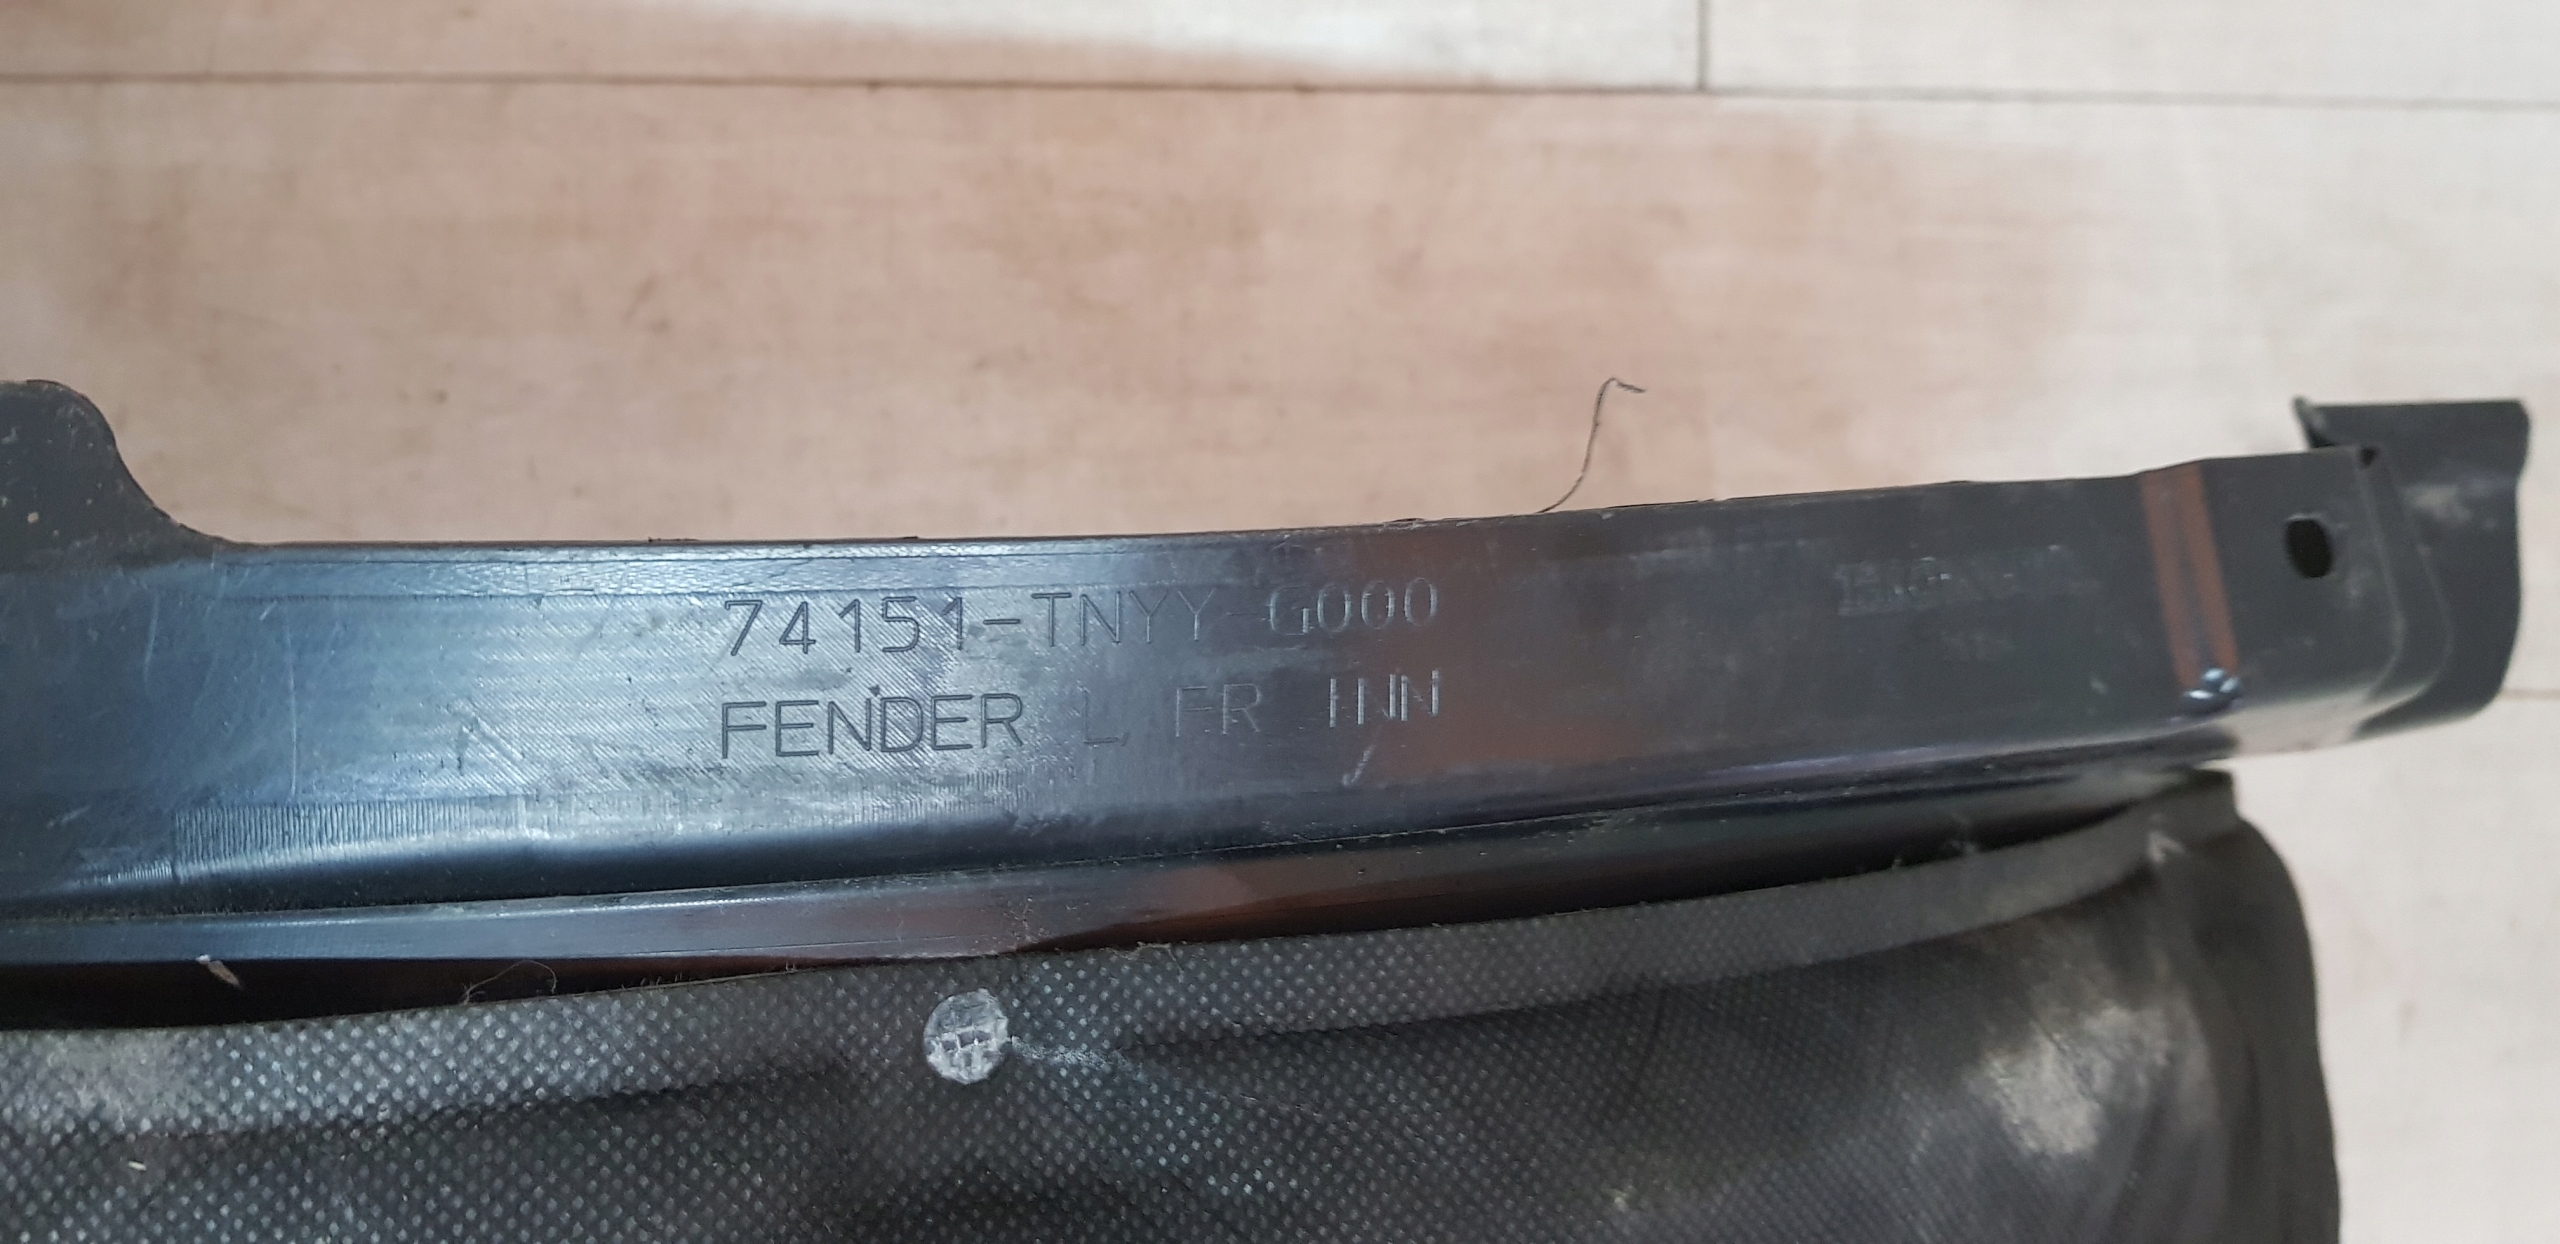 74151-TNYY-G000
FENDER L, FR INN